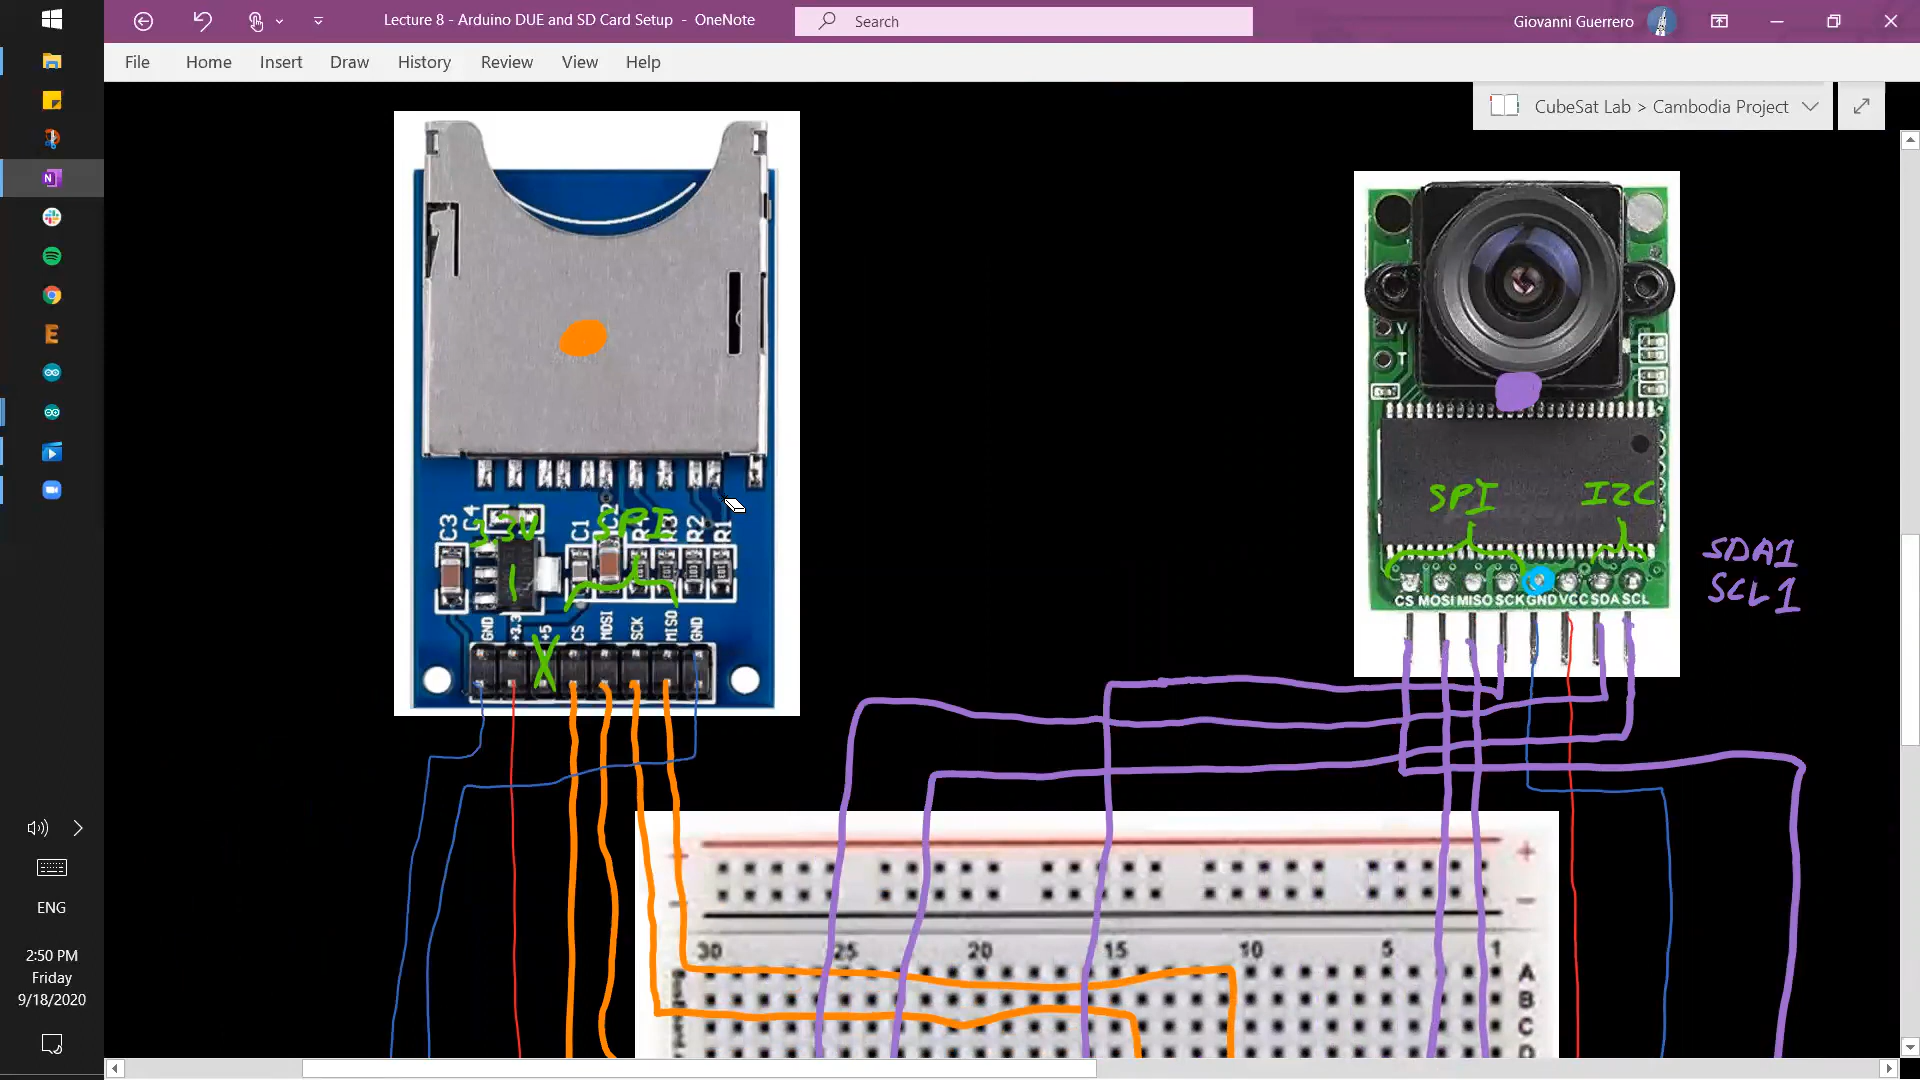 Lecture 8 - Arduino DUE and SD Card Setup - OneNote
Search
Giovanni Guerrero
File Home Insert Draw History Review View Help
CubeSat Lab > Cambodia Project
V
T
C3 C4 C1 C2 R3 R2 R1
3.3V SPI
GND +3.3 +5 CS MOSI SCK MISO GND
X
SPI I2C
CS MOSI MISO SCK GND VCC SDA SCL
SDA1
SCL1
+ +
- -
30 25 20 15 10 5 1
A
B
C
D
ENG
2:50 PM
Friday
9/18/2020